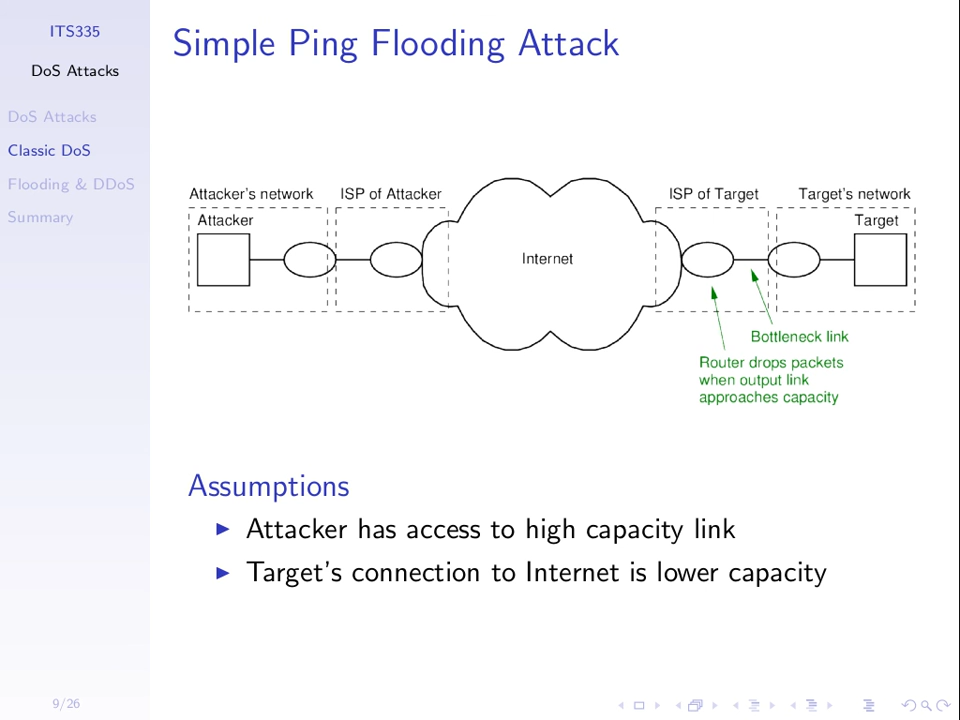 ITS335
DoS Attacks
DoS Attacks
Classic DoS
Flooding & DDoS
Summary
Simple Ping Flooding Attack
Attacker's network
ISP of Attacker
ISP of Target
Target's network
Attacker
Target
Internet
Bottleneck link
Router drops packets
when output link
approaches capacity
Assumptions
Attacker has access to high capacity link
Target's connection to Internet is lower capacity
9/26